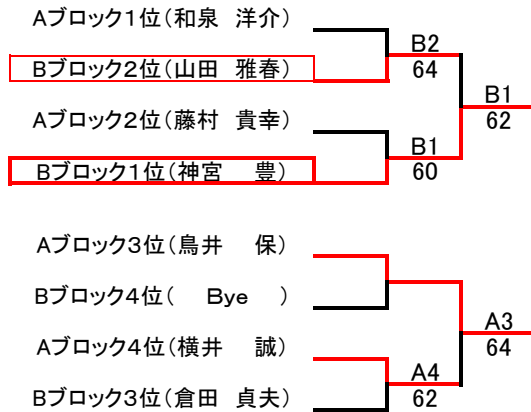 Aブロック1位(和泉 洋介)
B2
Bブロック2位(山田 雅春)
64
B1
Aブロック2位(藤村 貴幸)
62
B1
Bブロック1位(神宮 豊)
60
Aブロック3位(鳥井 保)
Bブロック4位( Bye )
A3
Aブロック4位(横井 誠)
64
A4
Bブロック3位(倉田 貞夫)
62